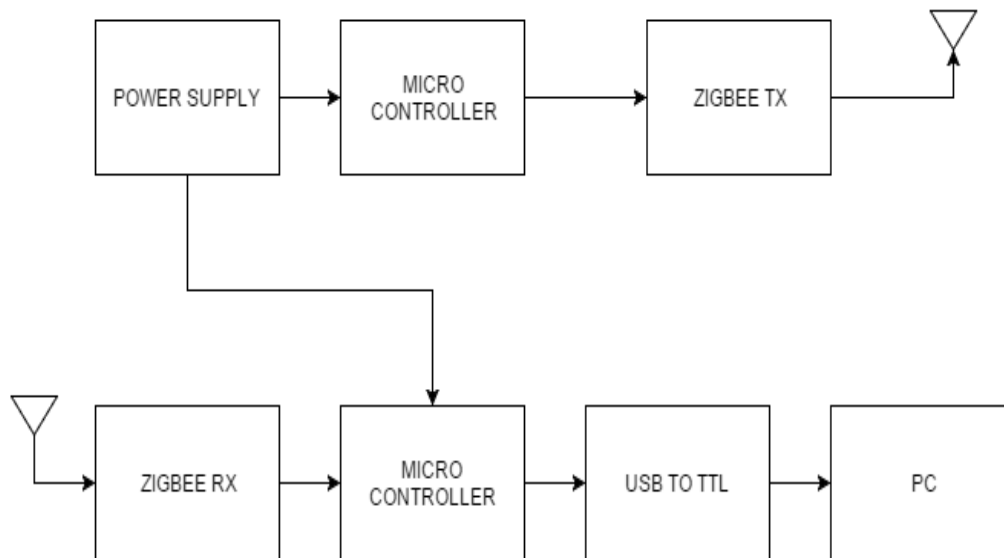 POWER SUPPLY
MICRO
CONTROLLER
ZIGBEE TX
ZIGBEE RX
MICRO
CONTROLLER
USB TO TTL
PC